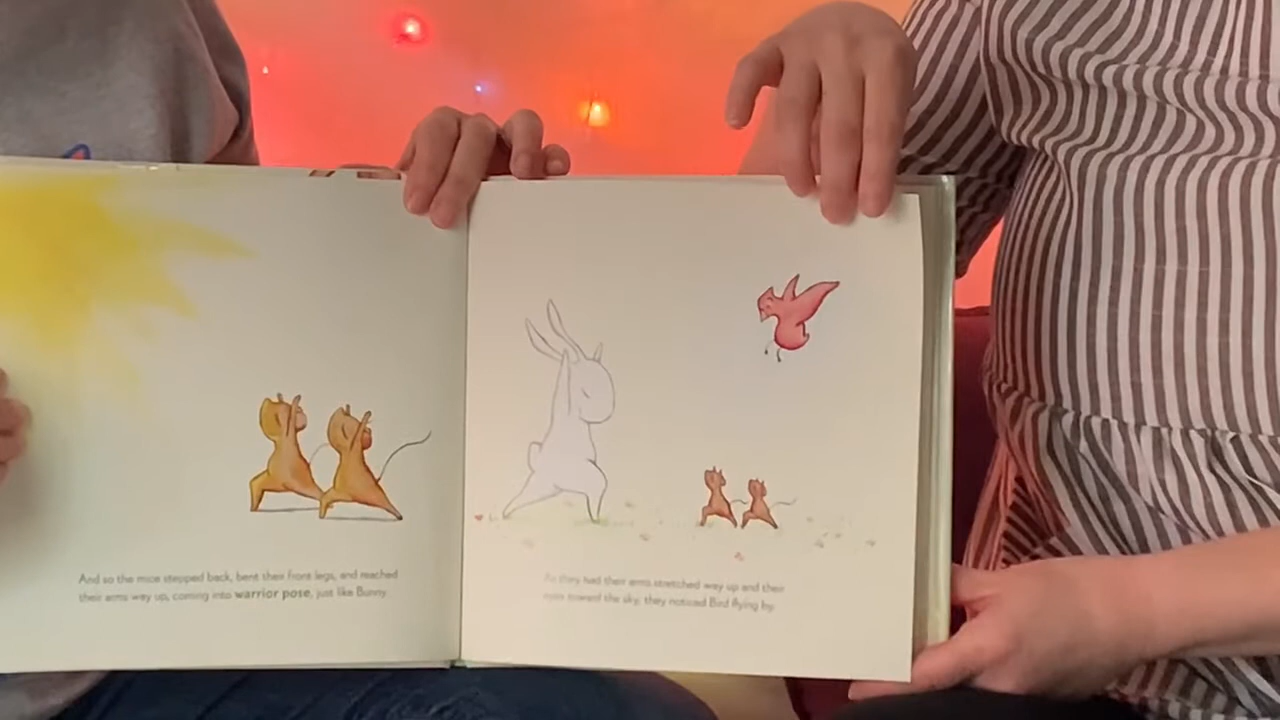 And so the mice stepped back, bent their front legs, and reached
their arms way up, coming into warrior pose, just like Bunny.
As they had their arms stretched way up and their
eyes toward the sky, they noticed Bird flying by.